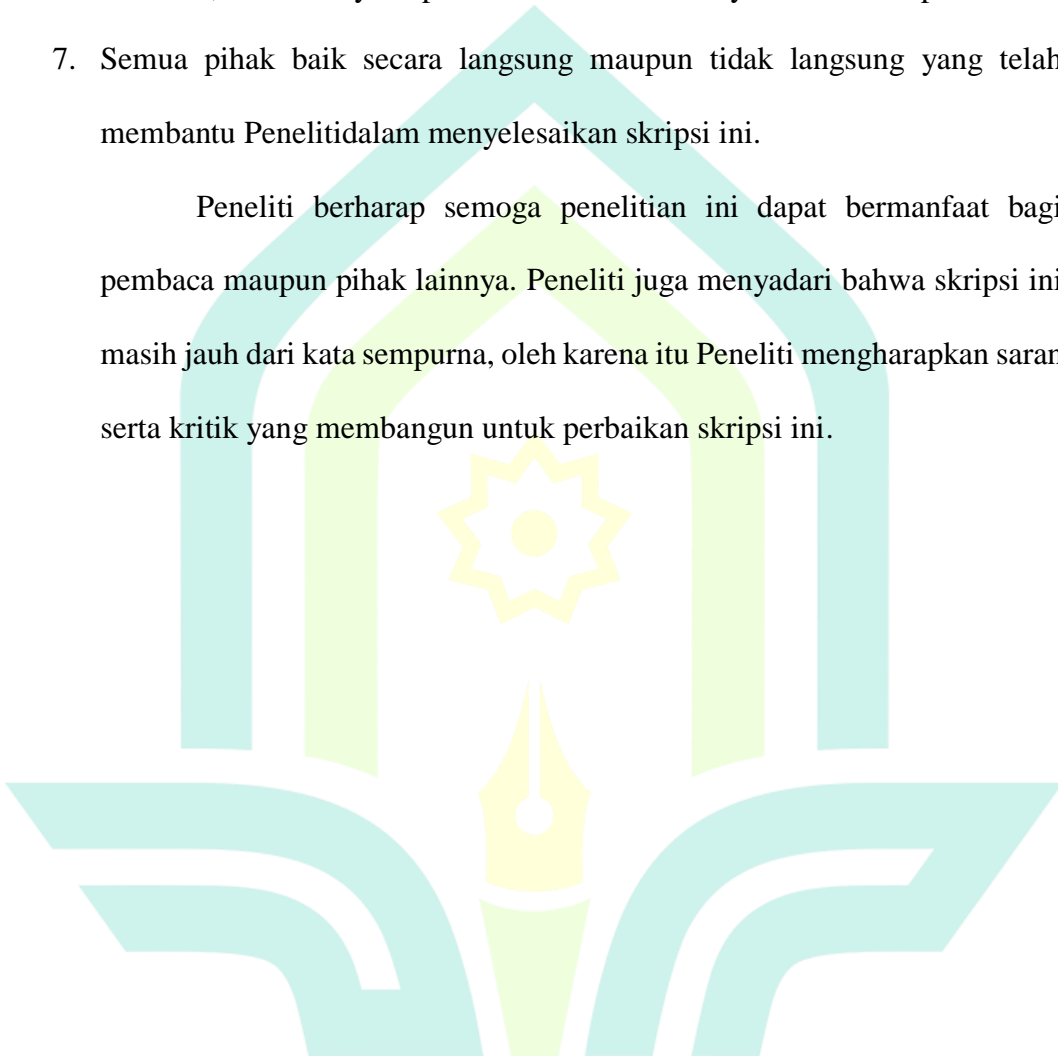 7. Semua pihak baik secara langsung maupun tidak langsung yang telah
membantu Penelitidalam menyelesaikan skripsi ini.
Peneliti berharap semoga penelitian ini dapat bermanfaat bagi
pembaca maupun pihak lainnya. Peneliti juga menyadari bahwa skripsi ini
masih jauh dari kata sempurna, oleh karena itu Peneliti mengharapkan saran
serta kritik yang membangun untuk perbaikan skripsi ini.